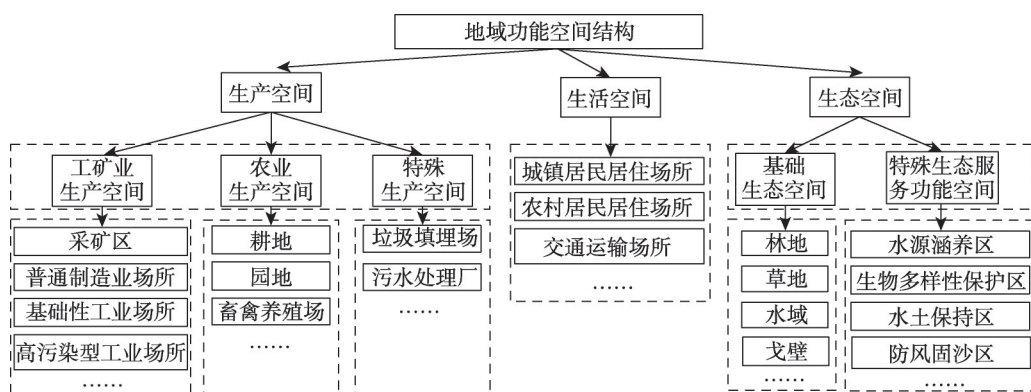 地域功能空间结构
生产空间
生活空间
生态空间
工矿业
生产空间
农业
生产空间
特殊
生产空间
基础
生态空间
特殊生态服
务功能空间
采矿区
普通制造业场所
基础性工业场所
高污染型工业场所
......
耕地
园地
畜禽养殖场
......
垃圾填埋场
污水处理厂
......
城镇居民居住场所
农村居民居住场所
交通运输场所
......
林地
草地
水域
戈壁
......
水源涵养区
生物多样性保护区
水土保持区
防风固沙区
......